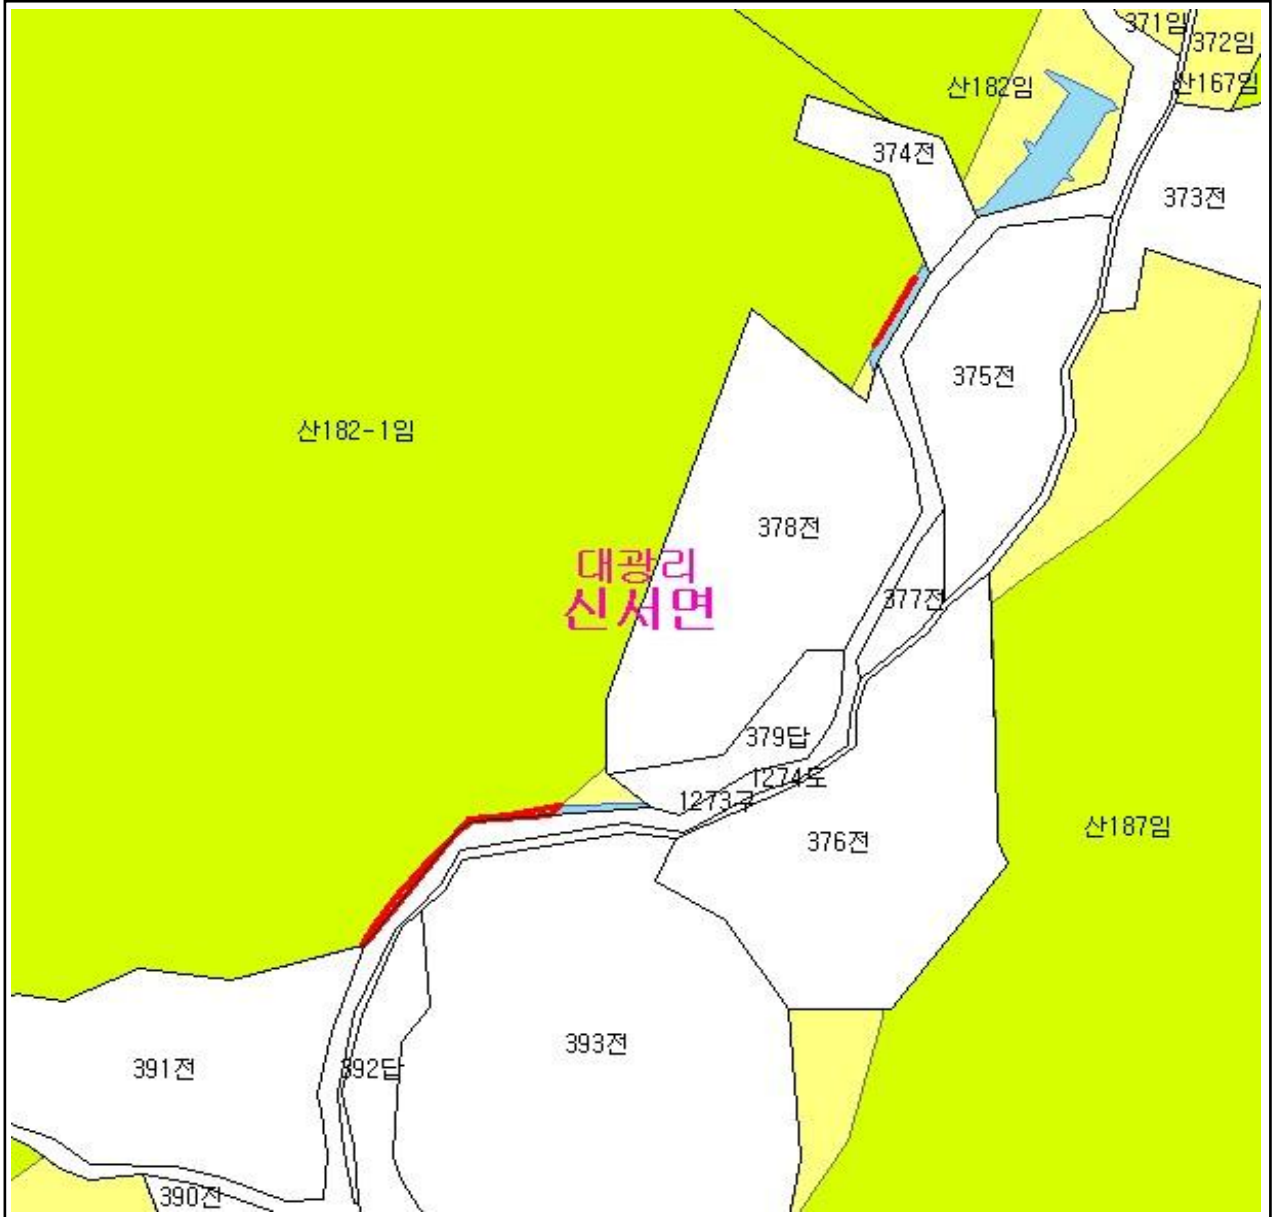 371임
372임
산182임
산167임
374전
373전
375전
산182-1임
378전
대광리
신서면
377전
379답
1274도
1273구
산187임
376전
393전
391전
392답
390전